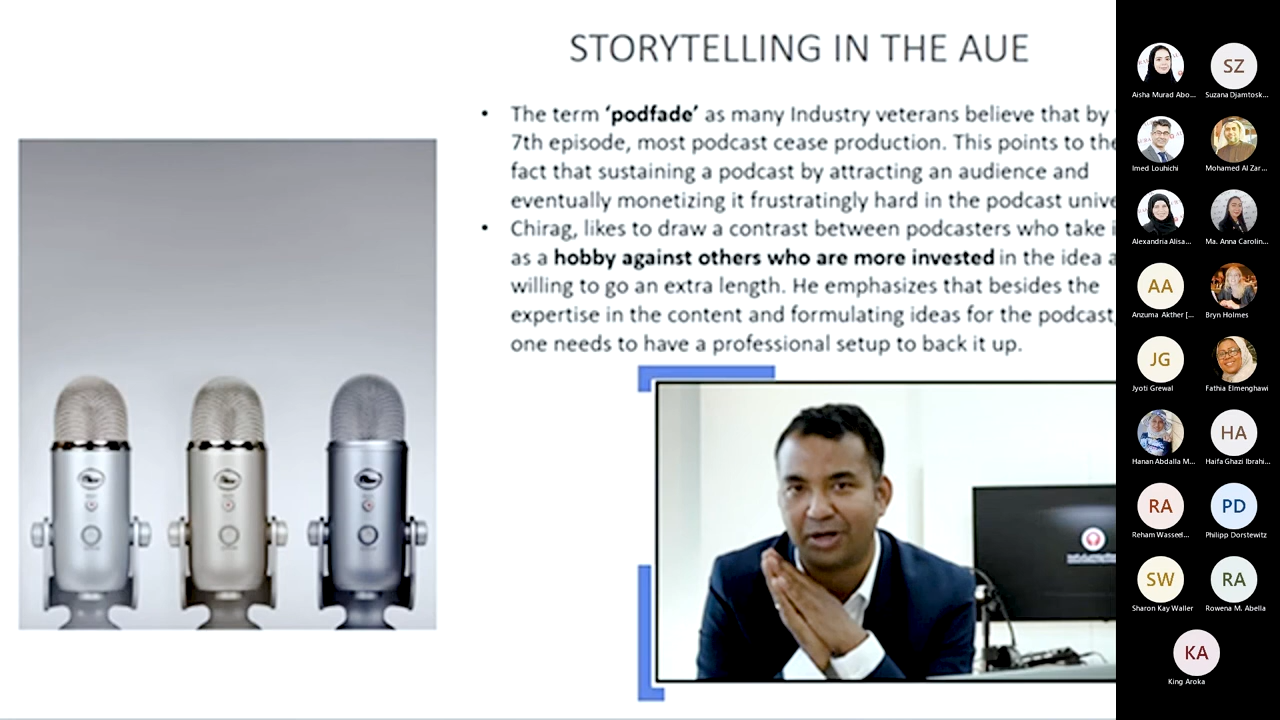 STORYTELLING IN THE AUE
• The term ‘podfade’ as many Industry veterans believe that by
7th episode, most podcast cease production. This points to the
fact that sustaining a podcast by attracting an audience and
eventually monetizing it frustratingly hard in the podcast unive
• Chirag, likes to draw a contrast between podcasters who take i
as a hobby against others who are more invested in the idea a
willing to go an extra length. He emphasizes that besides the
expertise in the content and formulating ideas for the podcast,
one needs to have a professional setup to back it up.
SZ
Aisha Murad Abo... Suzana Djamtosk...
Imed Louhichi Mohamed Al Zar...
Alexandria Alisa... Ma. Anna Carolin...
AA
Anzuma Akther [... Bryn Holmes
JG
Jyoti Grewal Fathia Elmenghawi
HA
Hanan Abdalla M... Haifa Ghazi Ibrahi...
RA PD
Reham Wassel... Philipp Dorstewitz
SW RA
Sharon Kay Waller Rowena M. Abella
KA
King Aroka